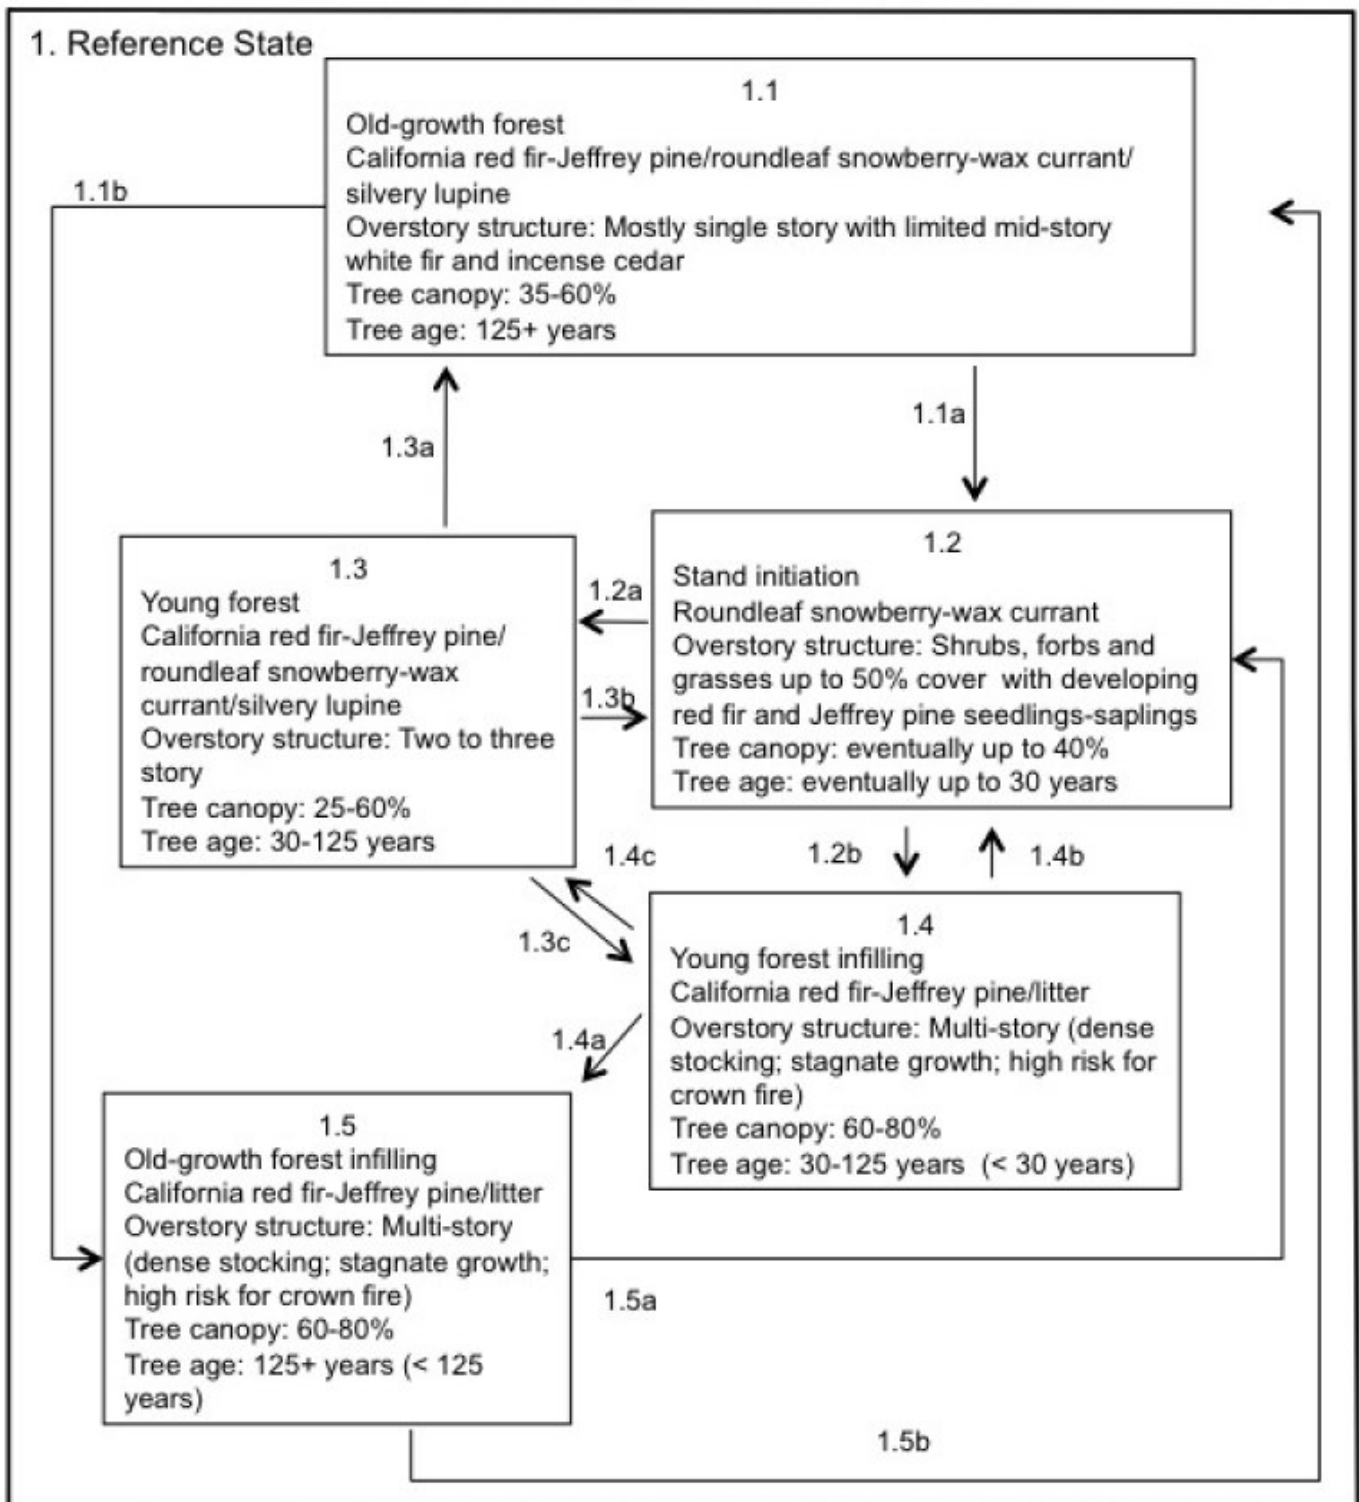 1. Reference State
1.1
Old-growth forest
California red fir-Jeffrey pine/roundleaf snowberry-wax currant/
silvery lupine
Overstory structure: Mostly single story with limited mid-story
white fir and incense cedar
Tree canopy: 35-60%
Tree age: 125+ years
1.1b
1.1a
1.3a
1.2
Stand initiation
Roundleaf snowberry-wax currant
Overstory structure: Shrubs, forbs and
grasses up to 50% cover with developing
red fir and Jeffrey pine seedlings-saplings
Tree canopy: eventually up to 40%
Tree age: eventually up to 30 years
1.2a
1.3b
1.3
Young forest
California red fir-Jeffrey pine/
roundleaf snowberry-wax
currant/silvery lupine
Overstory structure: Two to three
story
Tree canopy: 25-60%
Tree age: 30-125 years
1.4c
1.2b
1.4b
1.3c
1.4
Young forest infilling
California red fir-Jeffrey pine/litter
Overstory structure: Multi-story (dense
stocking; stagnate growth; high risk for
crown fire)
Tree canopy: 60-80%
Tree age: 30-125 years (< 30 years)
1.4a
1.5
Old-growth forest infilling
California red fir-Jeffrey pine/litter
Overstory structure: Multi-story
(dense stocking; stagnate growth;
high risk for crown fire)
Tree canopy: 60-80%
Tree age: 125+ years (< 125
years)
1.5a
1.5b